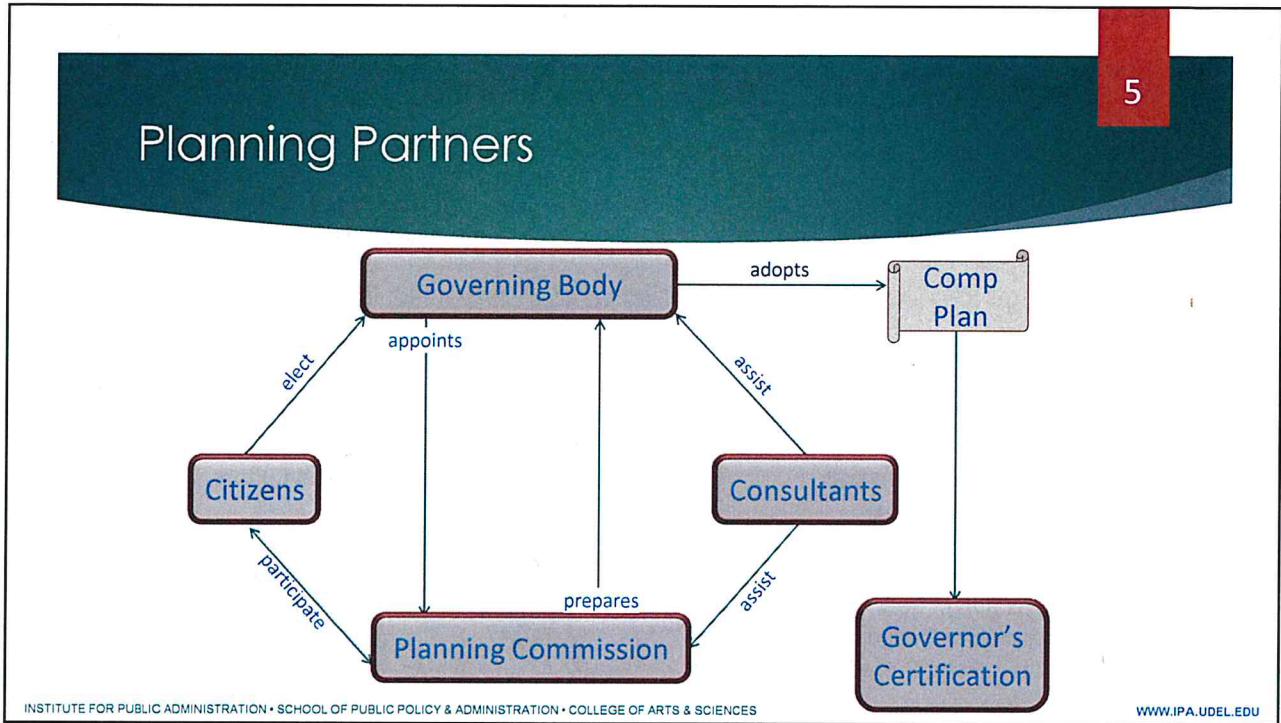 5
Planning Partners
Governing Body
adopts
Comp
Plan
appoints
elect
assist
Citizens
Consultants
participate
prepares
assist
Planning Commission
Governor's
Certification
INSTITUTE FOR PUBLIC ADMINISTRATION • SCHOOL OF PUBLIC POLICY & ADMINISTRATION • COLLEGE OF ARTS & SCIENCES
WWW.IPA.UDEL.EDU